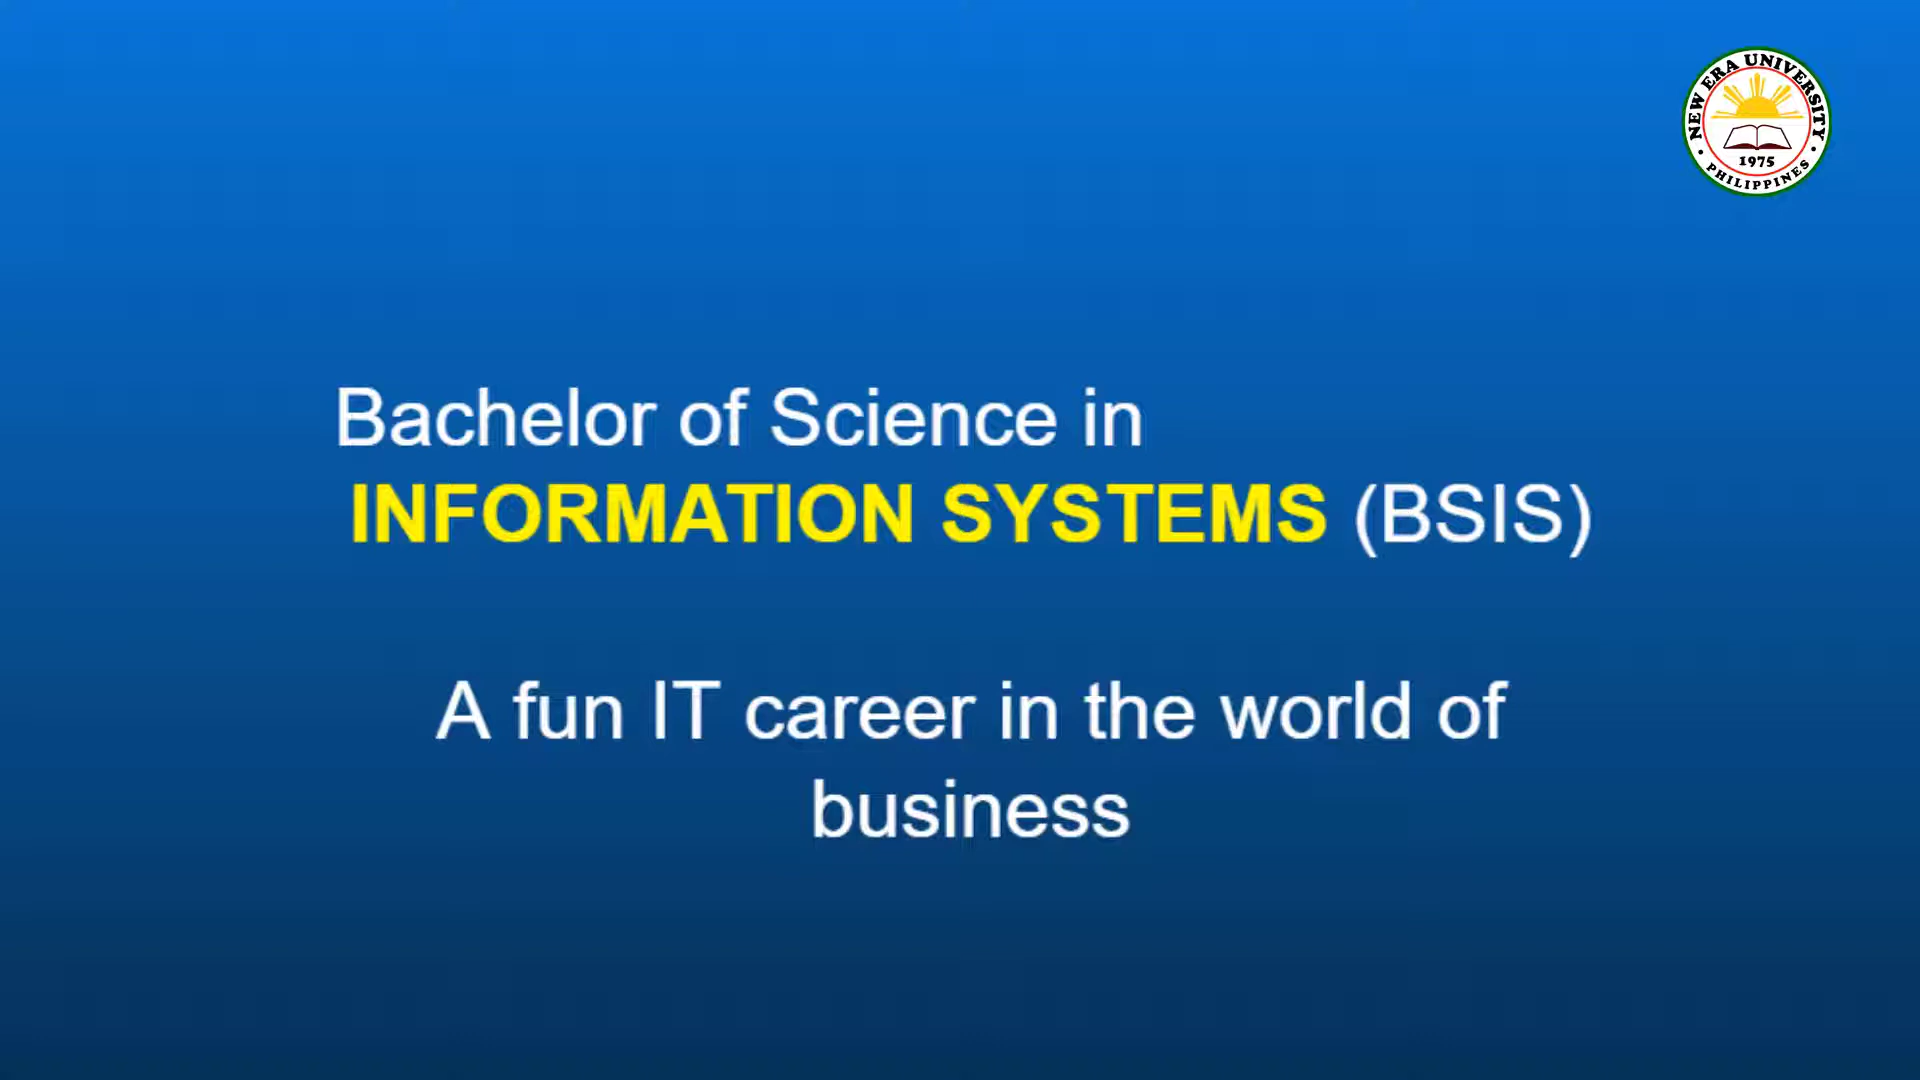 NEW ERA UNIVERSITY
1975
• PHILIPPINES •
Bachelor of Science in
INFORMATION SYSTEMS (BSIS)
A fun IT career in the world of
business